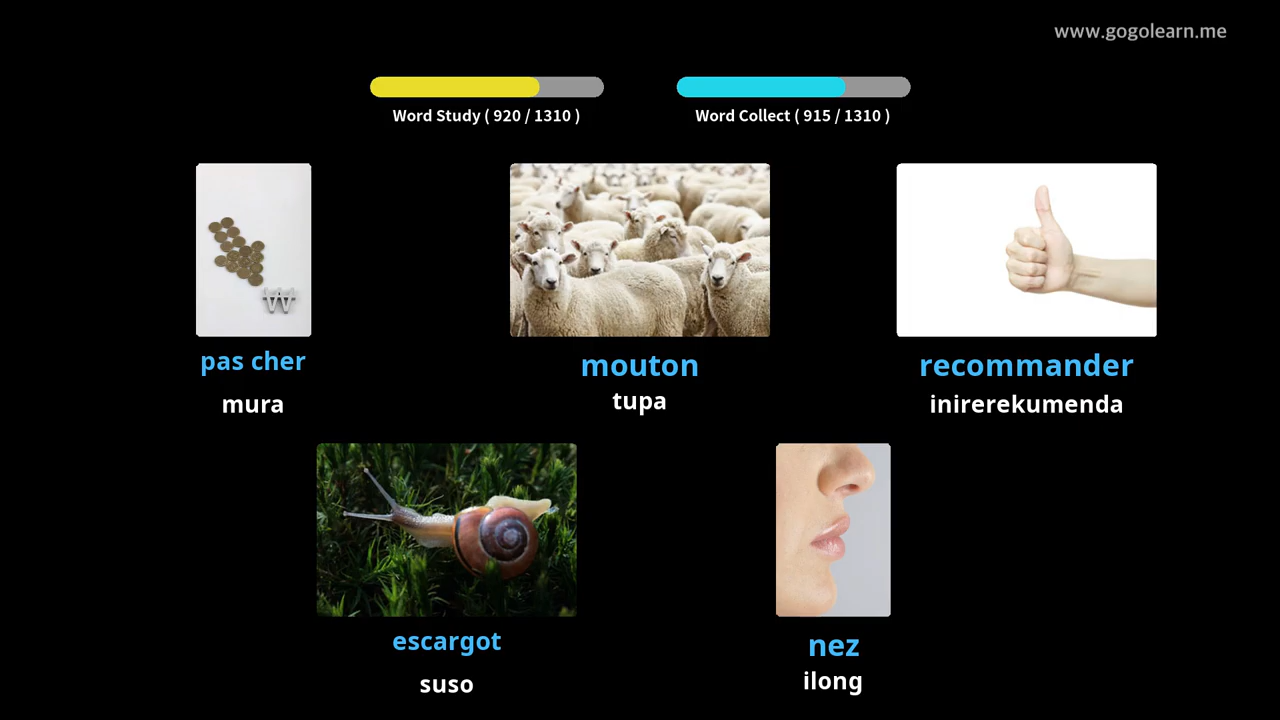 www.gogolearn.me
Word Study ( 920 / 1310 )
Word Collect ( 915 / 1310 )
pas cher
mura
mouton
tupa
recommander
inirerekumenda
escargot
suso
nez
ilong